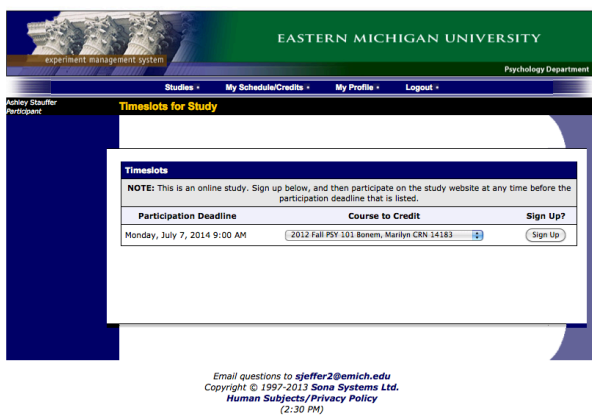 EASTERN MICHIGAN UNIVERSITY
experiment management system
Psychology Department
Studies My Schedule/Credits My Profile Logout
Ashley Stauffer
Participant
Timeslots for Study
Timeslots
NOTE: This is an online study. Sign up below, and then participate on the study website at any time before the
participation deadline that is listed.
Participation Deadline Course to Credit Sign Up?
Monday, July 7, 2014 9:00 AM 2012 Fall PSY 101 Bonem, Marilyn CRN 14183 Sign Up
Email questions to sjeffer2@emich.edu
Copyright © 1997-2013 Sona Systems Ltd.
Human Subjects/Privacy Policy
(2:30 PM)